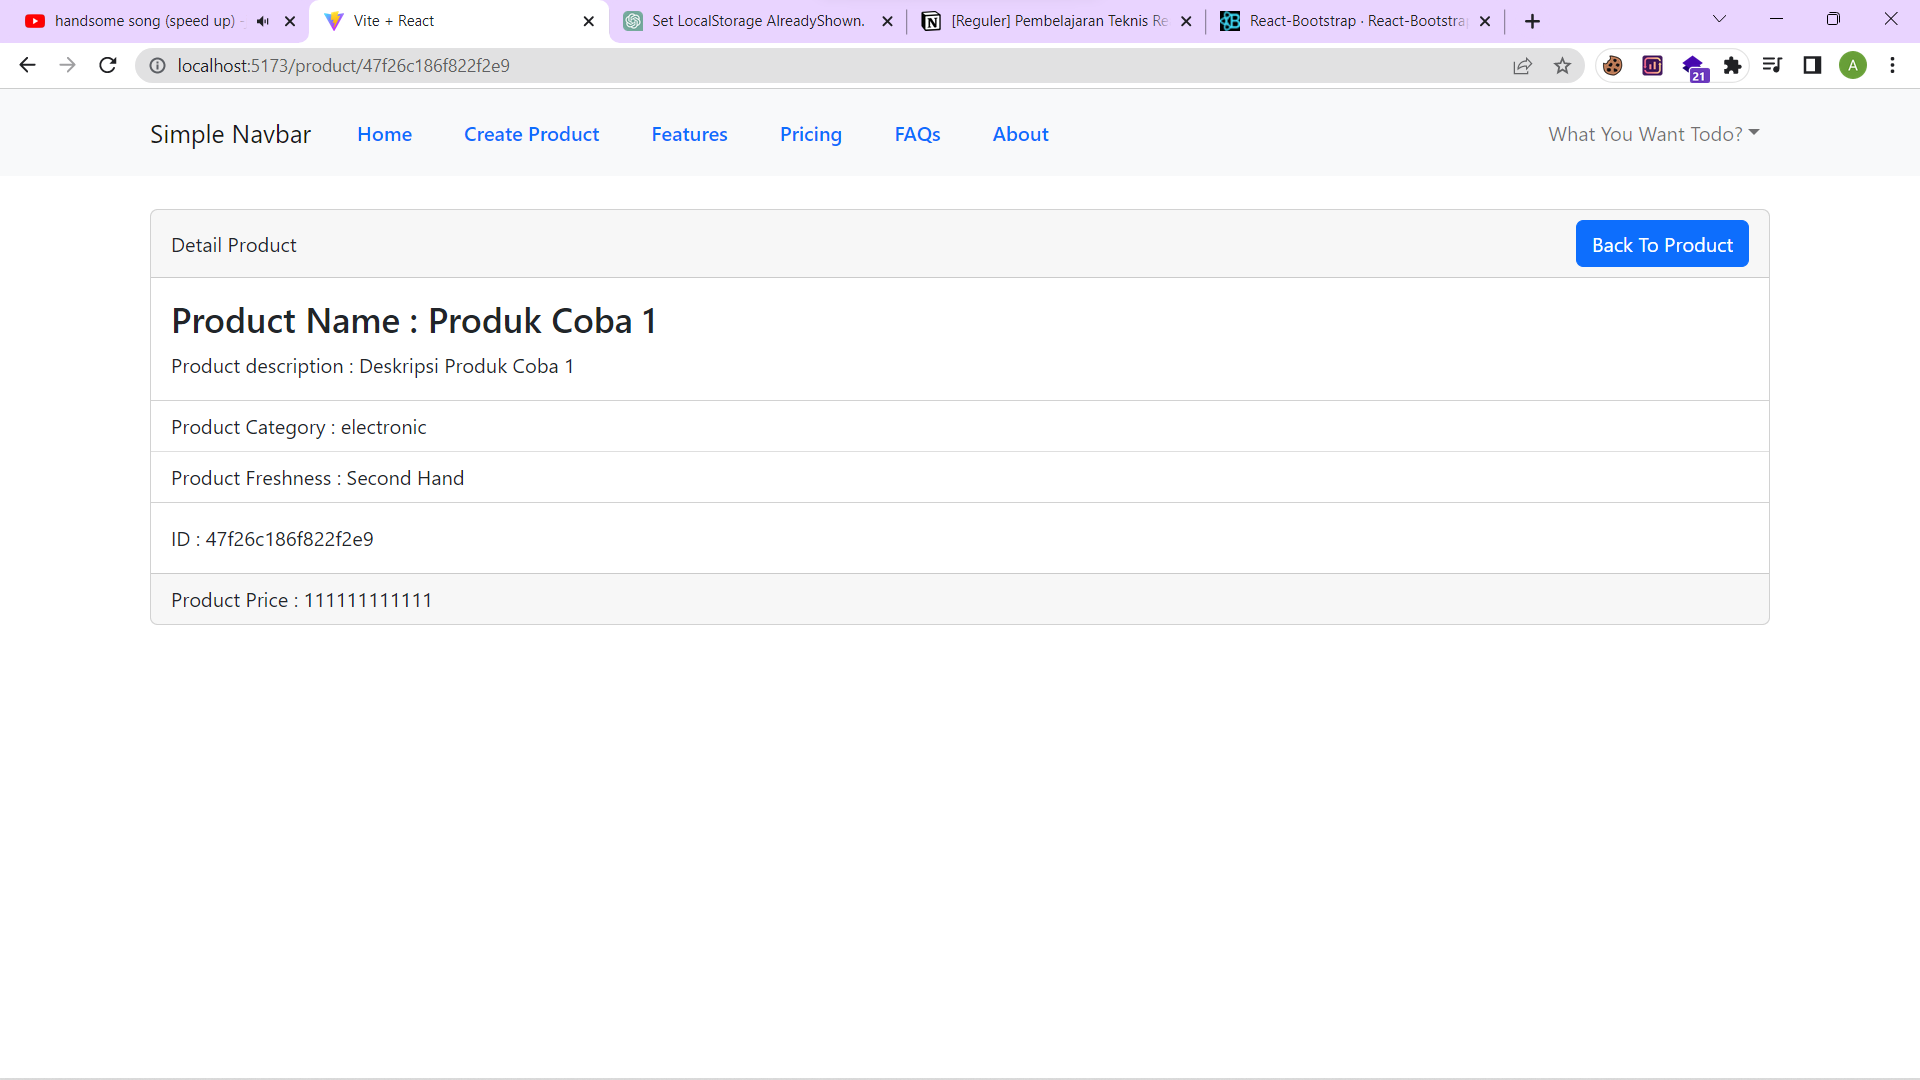 handsome song (speed up) -
Vite + React
Set LocalStorage AlreadyShown.
[Reguler] Pembelajaran Teknis Re
React-Bootstrap · React-Bootstra
localhost:5173/product/47f26c186f822f2e9
21
A
Simple Navbar
Home
Create Product
Features
Pricing
FAQs
About
What You Want Todo?
Detail Product
Back To Product
Product Name : Produk Coba 1
Product description : Deskripsi Produk Coba 1
Product Category : electronic
Product Freshness : Second Hand
ID : 47f26c186f822f2e9
Product Price : 111111111111